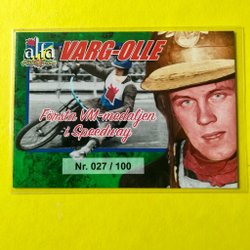 alfa
VARG-OLLE
Första VM-medaljen
i Speedway
Nr. 027 / 100